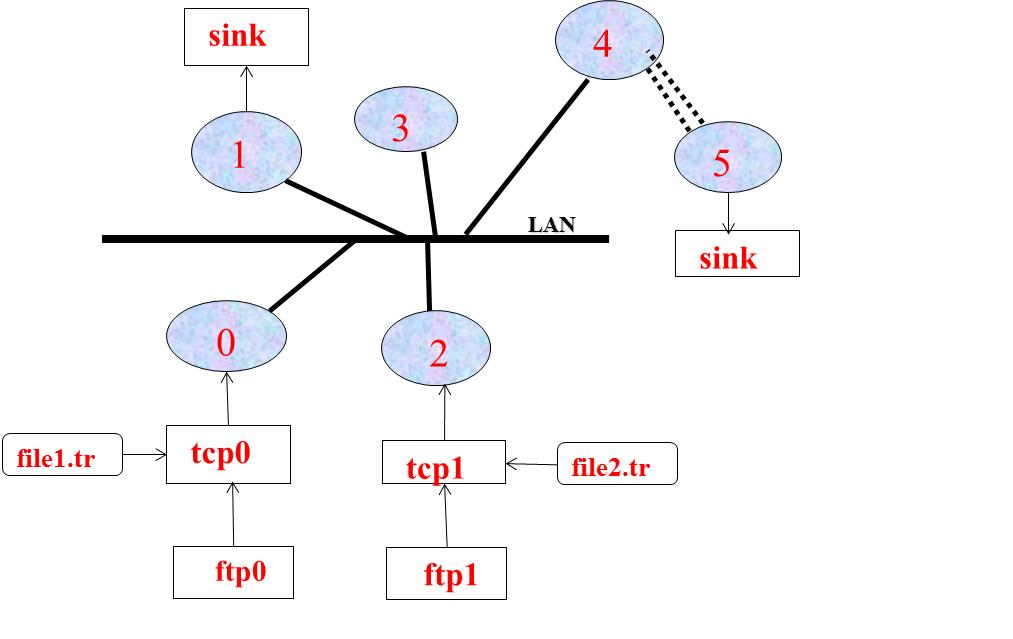 sink
4
3
1
5
LAN
sink
0
2
tcp0
tcp1
file1.tr
file2.tr
ftp0
ftp1